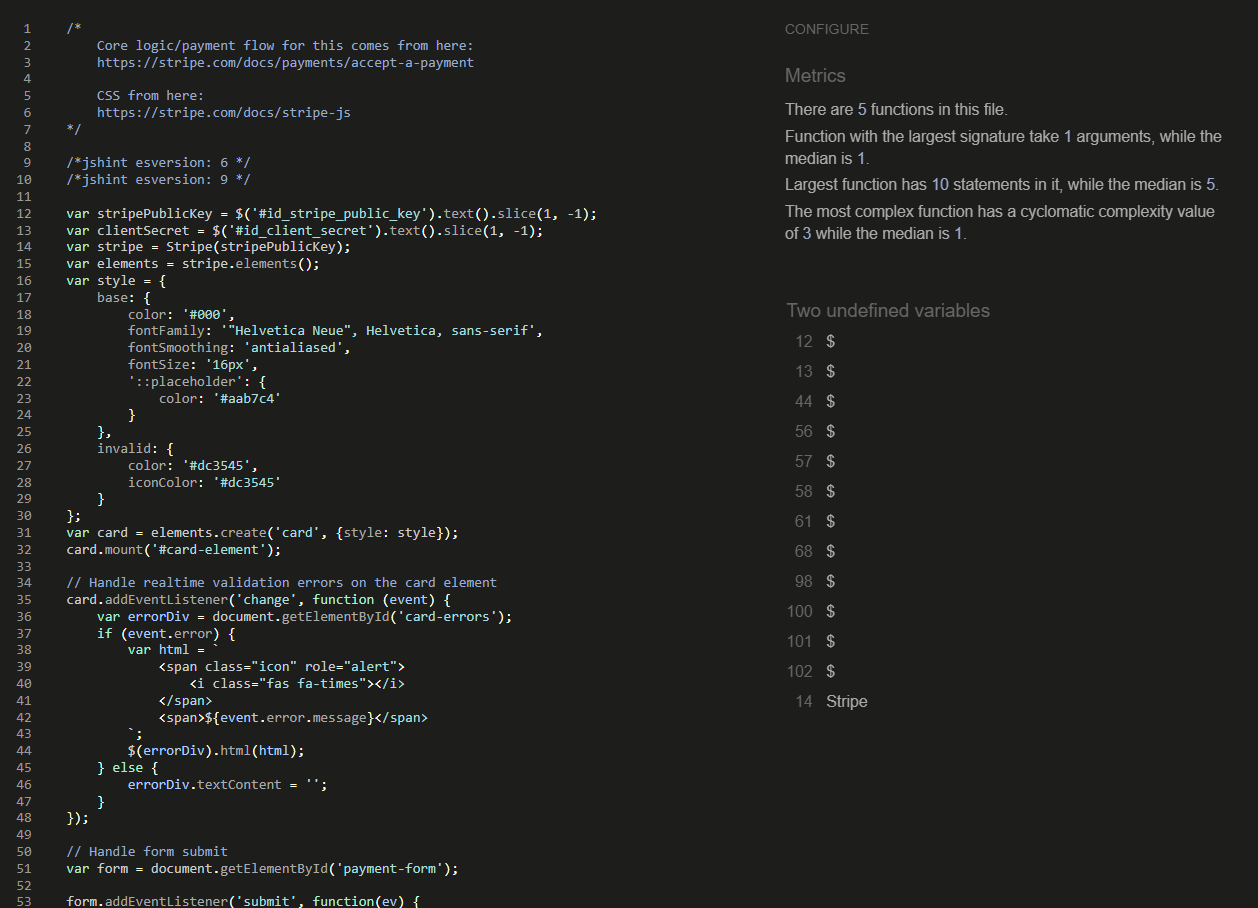 1 /*
2 Core logic/payment flow for this comes from here:
3 https://stripe.com/docs/payments/accept-a-payment
4
5 CSS from here:
6 https://stripe.com/docs/stripe-js
7 */
8
9 /*jshint esversion: 6 */
10 /*jshint esversion: 9 */
11
12 var stripePublicKey = $('#id_stripe_public_key').text().slice(1, -1);
13 var clientSecret = $('#id_client_secret').text().slice(1, -1);
14 var stripe = Stripe(stripePublicKey);
15 var elements = stripe.elements();
16 var style = {
17 base: {
18 color: '#000',
19 fontFamily: '"Helvetica Neue", Helvetica, sans-serif',
20 fontSmoothing: 'antialiased',
21 fontSize: '16px',
22 '::placeholder': {
23 color: '#aab7c4'
24 }
25 },
26 invalid: {
27 color: '#dc3545',
28 iconColor: '#dc3545'
29 }
30 };
31 var card = elements.create('card', {style: style});
32 card.mount('#card-element');
33
34 // Handle realtime validation errors on the card element
35 card.addEventListener('change', function (event) {
36 var errorDiv = document.getElementById('card-errors');
37 if (event.error) {
38 var html = `
39 <span class="icon" role="alert">
40 <i class="fas fa-times"></i>
41 </span>
42 <span>${event.error.message}</span>
43 `;
44 $(errorDiv).html(html);
45 } else {
46 errorDiv.textContent = '';
47 }
48 });
49
50 // Handle form submit
51 var form = document.getElementById('payment-form');
52
53 form.addEventListener('submit', function(ev) {
CONFIGURE
Metrics
There are 5 functions in this file.
Function with the largest signature take 1 arguments, while the
median is 1.
Largest function has 10 statements in it, while the median is 5.
The most complex function has a cyclomatic complexity value
of 3 while the median is 1.
Two undefined variables
12 $
13 $
44 $
56 $
57 $
58 $
61 $
68 $
98 $
100 $
101 $
102 $
14 Stripe